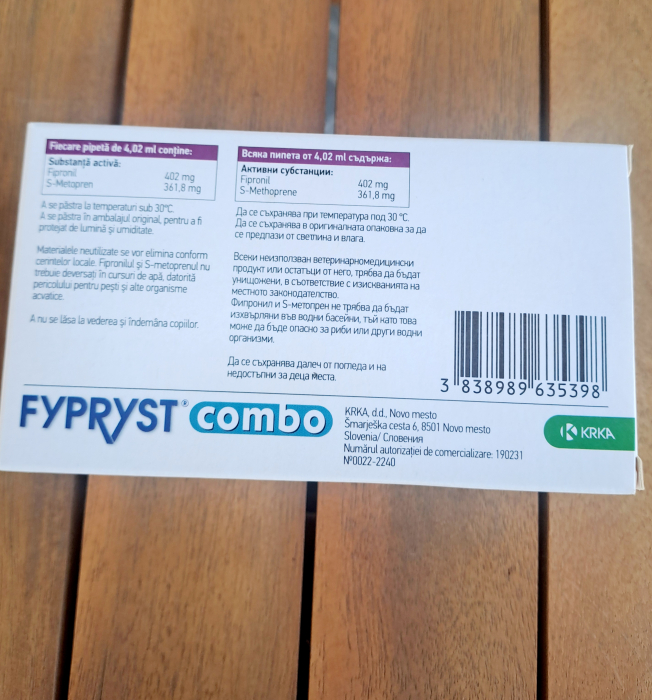 Fiecare pipetă de 4,02 ml conține:
Substanță activă:
Fipronil 402 mg
S-Metopren 361,8 mg
A se păstra la temperaturi sub 30°C.
A se păstra în ambalajul original, pentru a fi
protejat de lumină și umiditate.
Materialele neutilizate se vor elimina conform
cerințelor locale. Fipronilul și S-metoprenul nu
trebuie deversați în cursuri de apă, datorită
pericolului pentru pești și alte organisme
acvatice.
A nu se lăsa la vederea și îndemâna copiilor.
Всяка пипета от 4,02 ml съдържа:
Активни субстанции:
Fipronil 402 mg
S-Methoprene 361,8 mg
Да се съхранява при температура под 30 °C.
Да се съхранява в оригиналната опаковка за да
се предпази от светлина и влага.
Всеки неизползван ветеринарномедицински
продукт или остатъци от него, трябва да бъдат
унищожени, в съответствие с изискванията на
местното законодателство.
Фипронил и S-метопрен не трябва да бъдат
изхвърляни във водни басейни, тъй като това
може да бъде опасно за риби или други водни
организми.
Да се съхранява далеч от погледа и на
недостъпни за деца места.
3 838989 635398
FYPRYST® combo
KRKA, d.d., Novo mesto
Šmarješka cesta 6, 8501 Novo mesto
Slovenia/ Словения
Numărul autorizației de comercializare: 190231
№0022-2240
KRKA